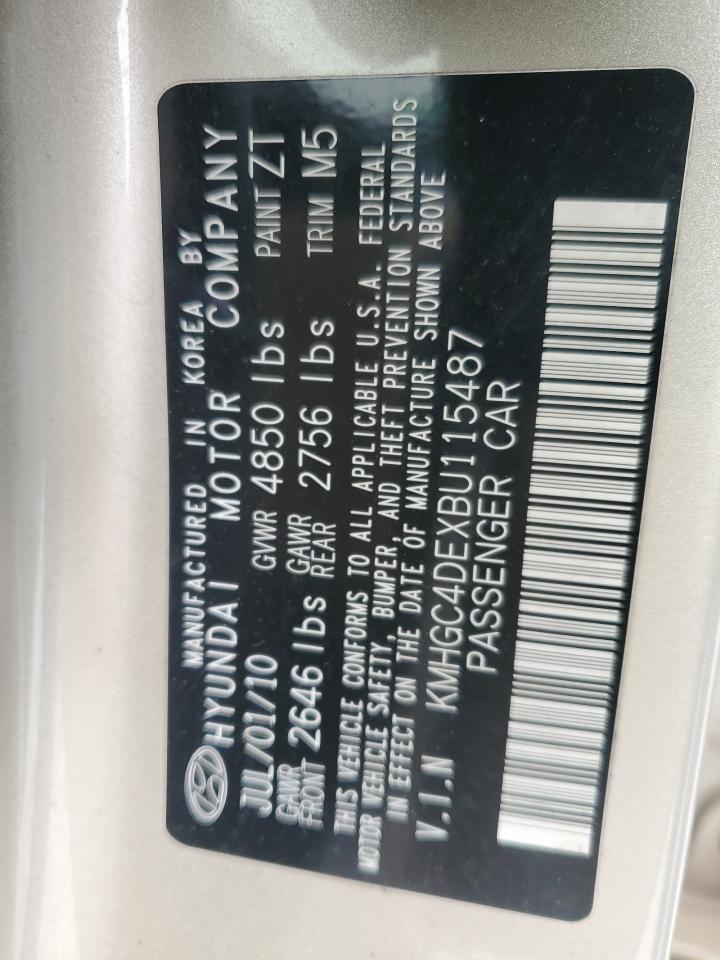 MANUFACTURED IN KOREA BY
HYUNDAI MOTOR COMPANY
JUL/01/10 GVWR 4850 lbs PAINT ZT
GAWR FRONT 2646 lbs GAWR REAR 2756 lbs TRIM M5
THIS VEHICLE CONFORMS TO ALL APPLICABLE U.S.A. FEDERAL
MOTOR VEHICLE SAFETY, BUMPER, AND THEFT PREVENTION STANDARDS
IN EFFECT ON THE DATE OF MANUFACTURE SHOWN ABOVE
V.I.N KMHGC4DEXBU115487
PASSENGER CAR